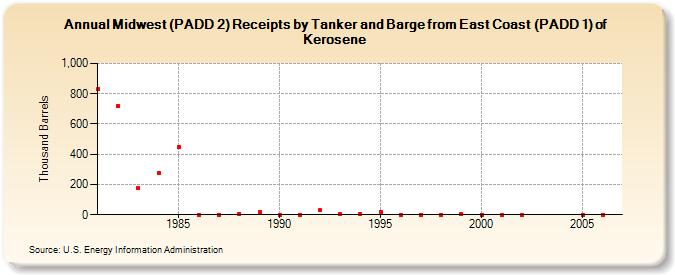 Annual Midwest (PADD 2) Receipts by Tanker and Barge from East Coast (PADD 1) of
Kerosene
Thousand Barrels
1,000
800
600
400
200
0
1985
1990
1995
2000
2005
Source: U.S. Energy Information Administration